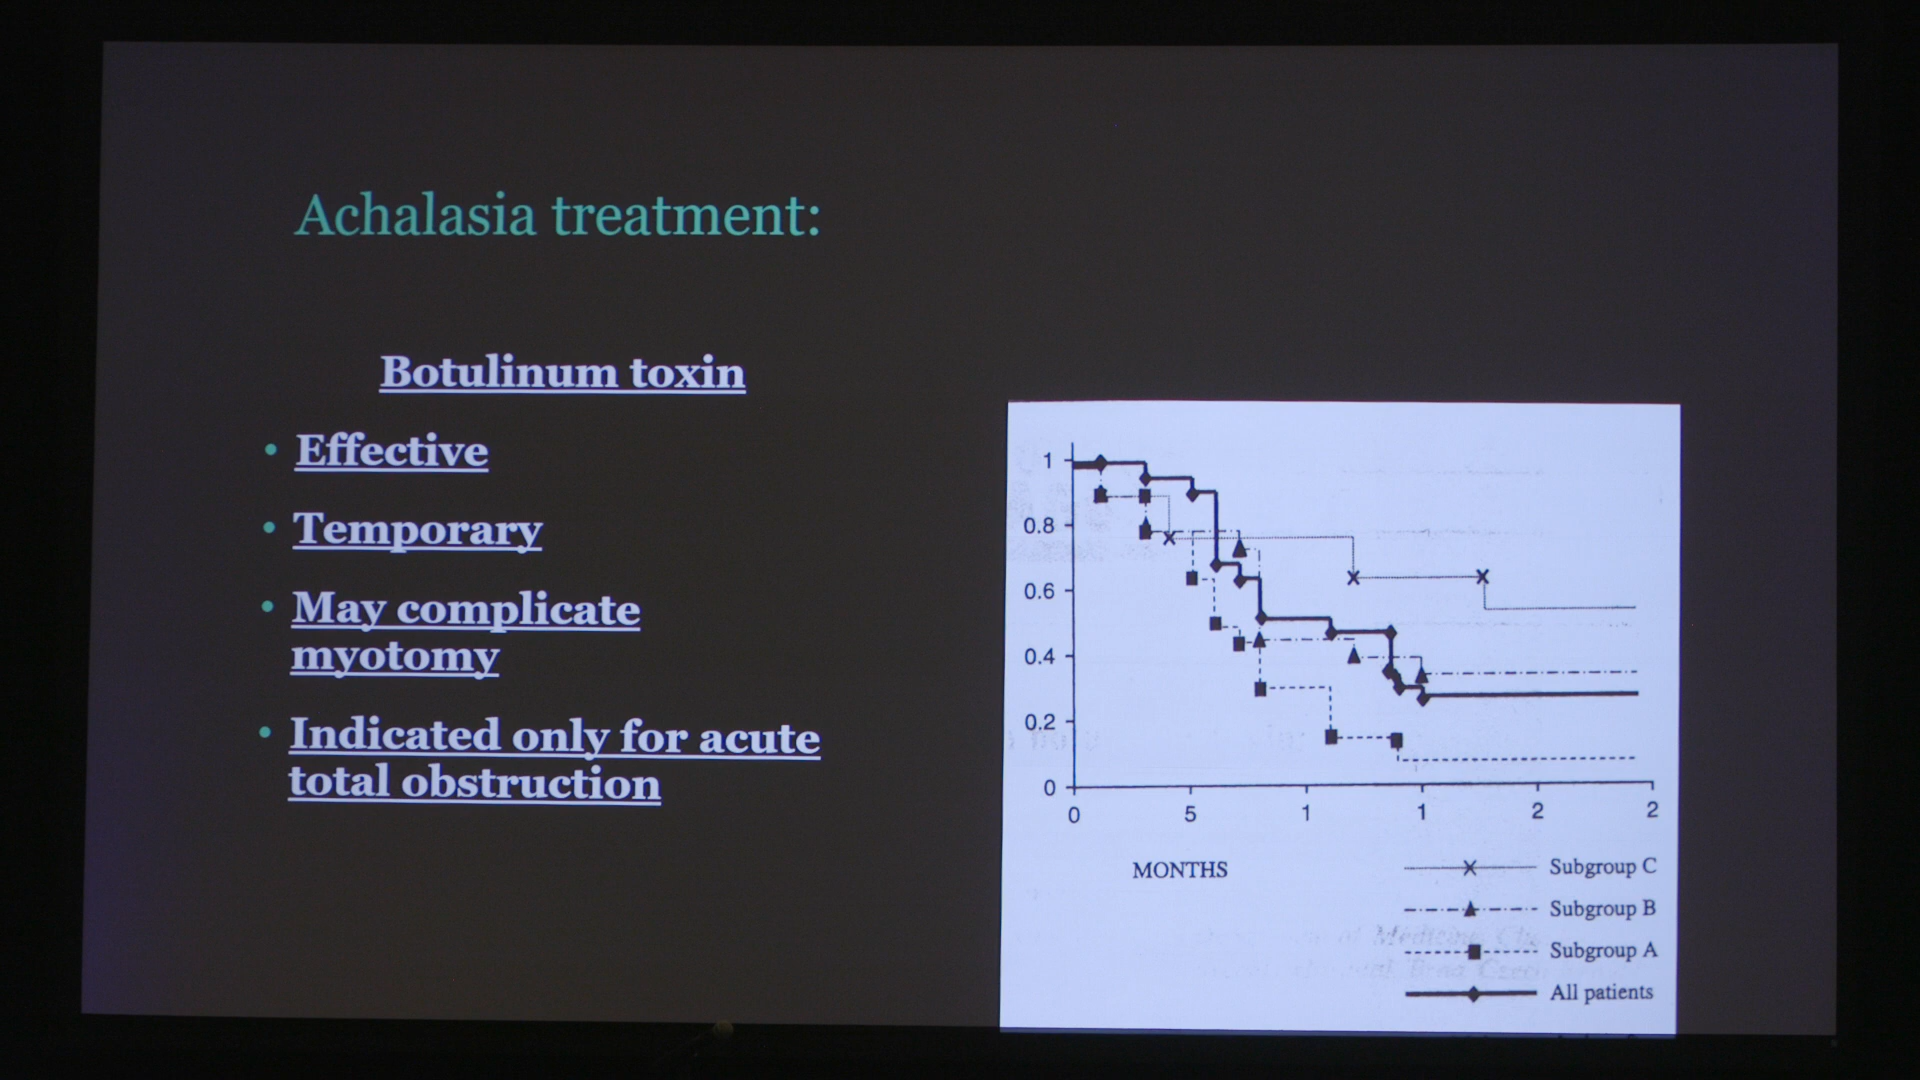 Achalasia treatment:
Botulinum toxin
• Effective
• Temporary
• May complicate
myotomy
• Indicated only for acute
total obstruction
1
0.8
0.6
0.4
0.2
0
0 5 1 1 2 2
MONTHS
Subgroup C
Subgroup B
Subgroup A
All patients